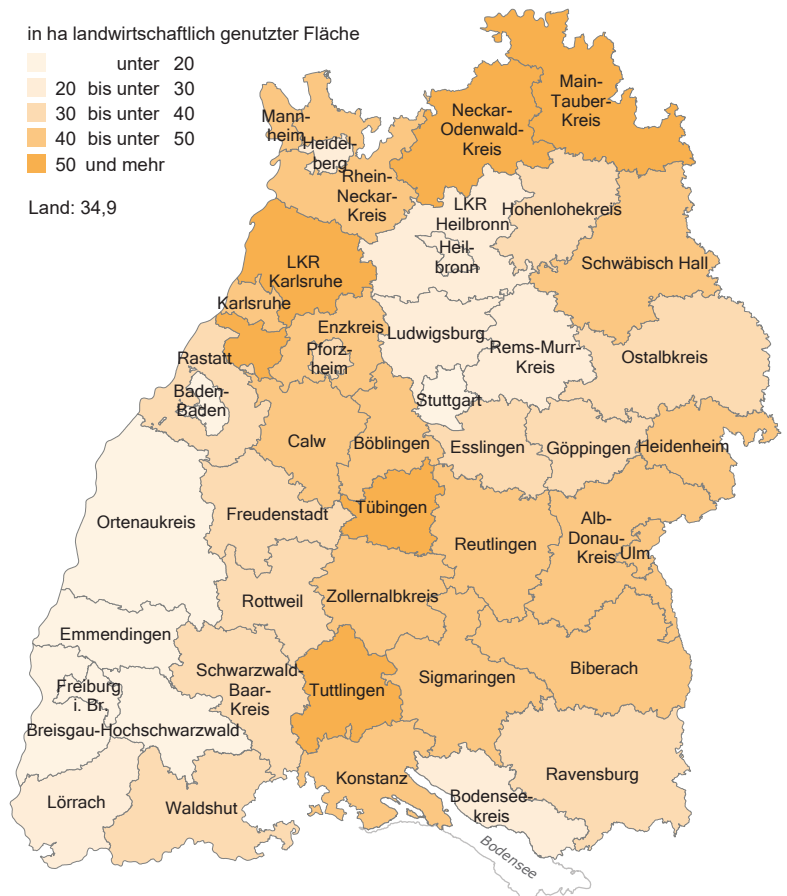 in ha landwirtschaftlich genutzter Fläche
unter 20
20 bis unter 30
30 bis unter 40
40 bis unter 50
50 und mehr
Land: 34,9
Main-
Tauber-
Kreis
Neckar-
Odenwald-
Kreis
Mann-
heim
Heidel-
berg
Rhein-
Neckar-
Kreis
LKR
Heilbronn
Hohenlohekreis
Heil-
bronn
Schwäbisch Hall
LKR
Karlsruhe
Karlsruhe
Enzkreis
Pforz-
heim
Ludwigsburg
Rems-Murr-
Kreis
Ostalbkreis
Rastatt
Baden-
Baden
Stuttgart
Calw
Böblingen
Esslingen
Göppingen
Heidenheim
Ortenaukreis
Freudenstadt
Tübingen
Reutlingen
Alb-
Donau-
Kreis
Ulm
Rottweil
Zollernalbkreis
Emmendingen
Schwarzwald-
Baar-
Kreis
Tuttlingen
Sigmaringen
Biberach
Freiburg
i. Br.
Breisgau-Hochschwarzwald
Lörrach
Waldshut
Konstanz
Bodensee-
kreis
Ravensburg
Bodensee